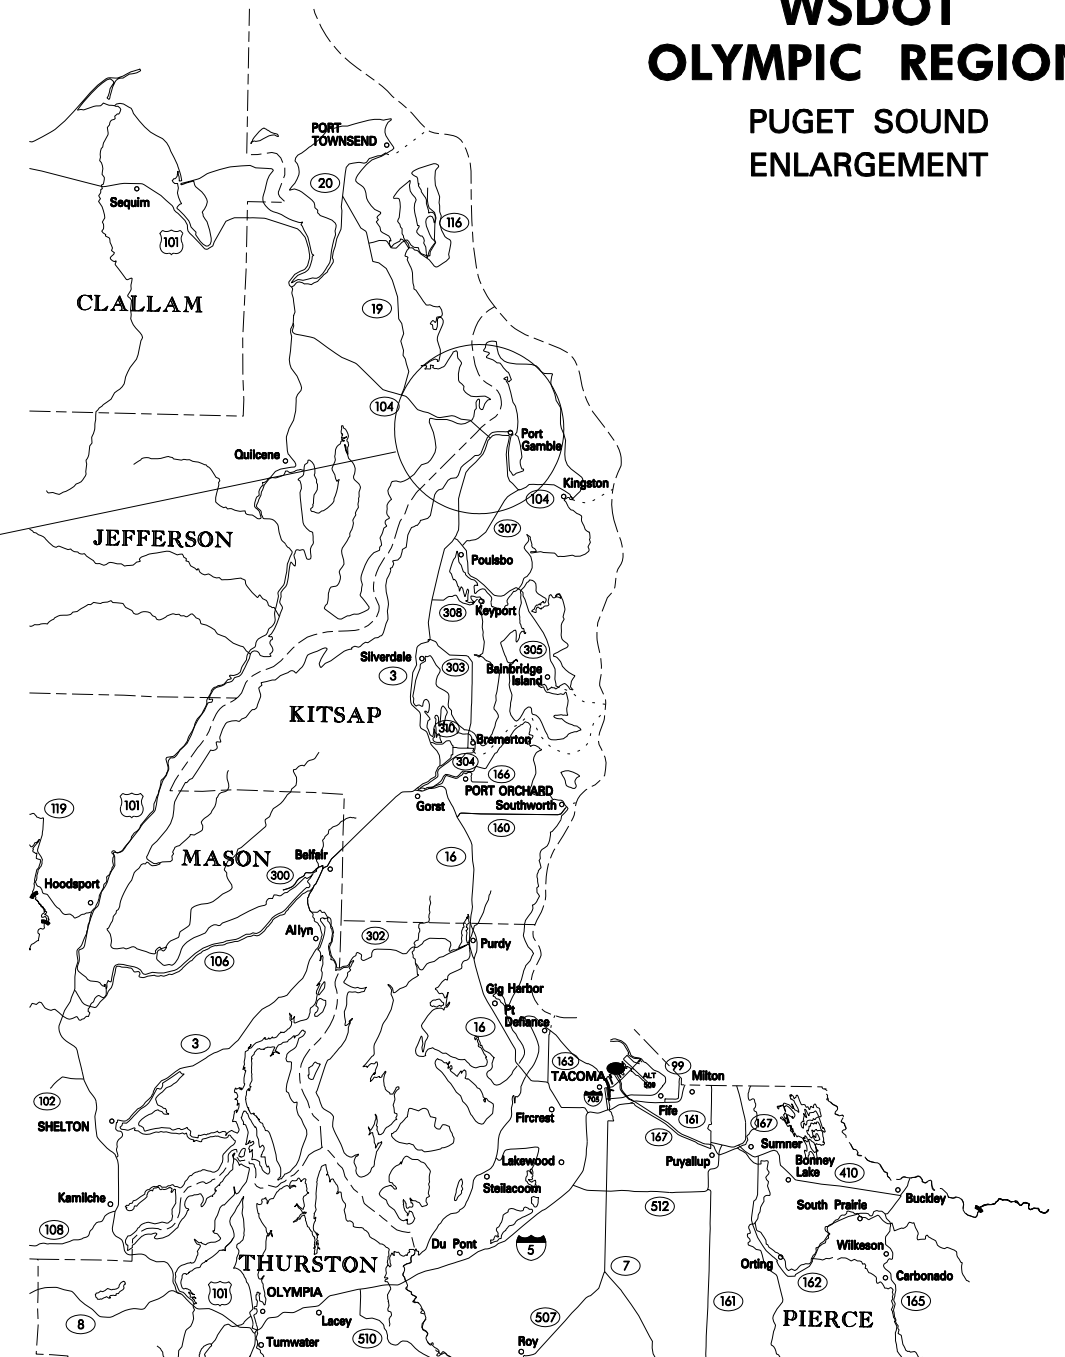 WSDOT
OLYMPIC REGION
PUGET SOUND
ENLARGEMENT
PORT
TOWNSEND
20
Sequim
116
101
CLALLAM
19
104
Port
Gamble
Quilcene
Kingston
104
307
JEFFERSON
Poulsbo
308
Keyport
305
Silverdale
303
Bainbridge
Island
3
KITSAP
310
Bremerton
304
166
PORT ORCHARD
Southworth
Gorst
119
101
160
MASON
Belfair
16
300
Hoodsport
Allyn
302
Purdy
106
Gig Harbor
Pt
Defiance
16
3
163
99
TACOMA
ALT
509
Milton
705
102
Fife
SHELTON
Fircrest
161
167
167
Sumner
Lakewood
Puyallup
Bonney
Lake
410
Steilacoom
Kamilche
512
South Prairie
Buckley
108
Du Pont
5
Wilkeson
THURSTON
7
Orting
162
Carbonado
101
OLYMPIA
161
165
8
Lacey
507
PIERCE
510
Tumwater
Roy